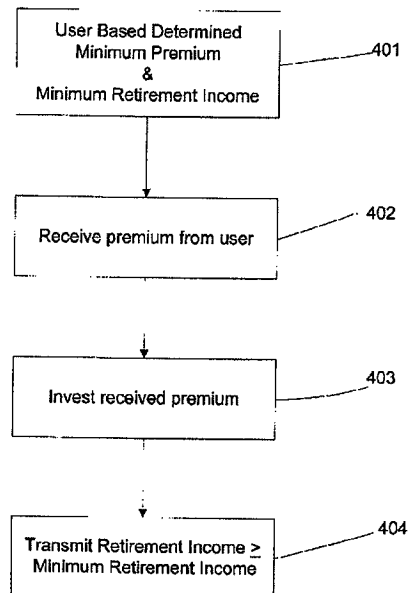 User Based Determined
Minimum Premium
&
Minimum Retirement Income
401
Receive premium from user
402
Invest received premium
403
Transmit Retirement Income ≥
Minimum Retirement Income
404